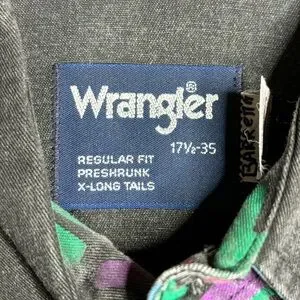 Wrangler®
17½-35
REGULAR FIT
PRESHRUNK
X-LONG TAILS